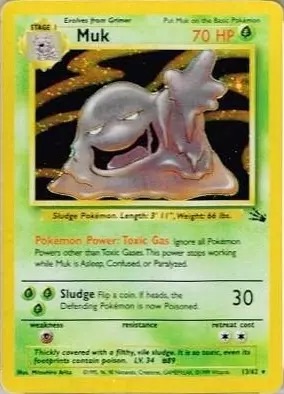 Evolves from Grimer Put Muk on the Basic Pokémon
STAGE 1
Muk 70 HP
Sludge Pokémon. Length: 3' 11", Weight: 66 lbs.
Pokémon Power: Toxic Gas Ignore all Pokémon
Powers other than Toxic Gases. This power stops working
while Muk is Asleep, Confused, or Paralyzed.
Sludge Flip a coin. If heads, the
Defending Pokémon is now Poisoned. 30
weakness resistance retreat cost
Thickly covered with a filthy, vile sludge. It is so toxic, even its
footprints contain poison. LV. 34 #89
Illus. Mitsuhiro Arita 13/62